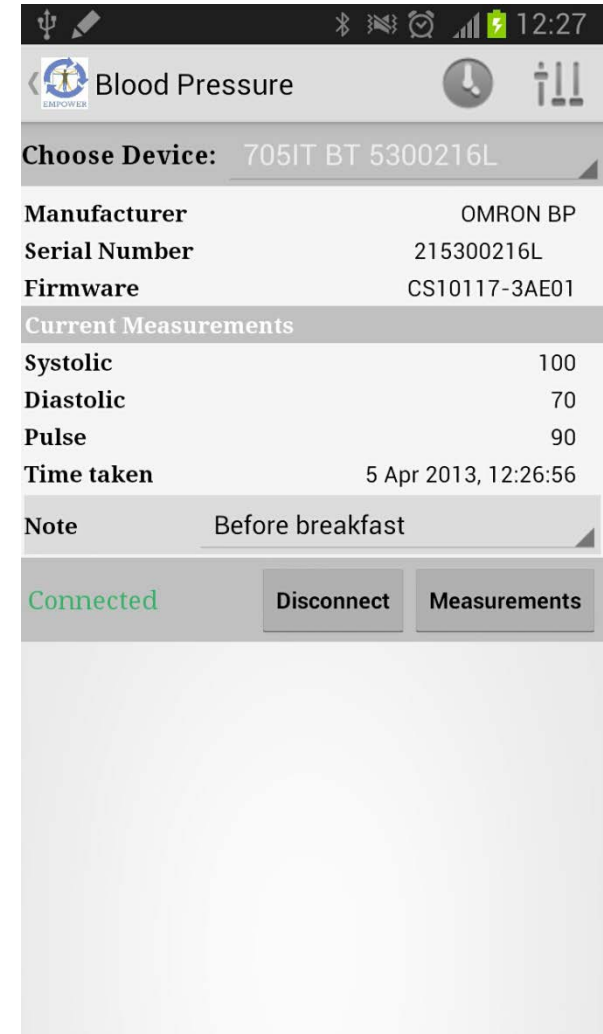 12:27
EMPOWER
Blood Pressure
Choose Device: 705IT BT 5300216L
Manufacturer OMRON BP
Serial Number 215300216L
Firmware CS10117-3AE01
Current Measurements
Systolic 100
Diastolic 70
Pulse 90
Time taken 5 Apr 2013, 12:26:56
Note Before breakfast
Connected Disconnect Measurements